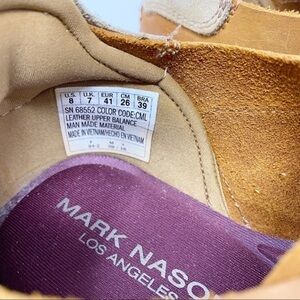 U.S. U.K. EUR CM BRA
8 7 41 26 39
SN 68552 COLOR CODE:CML
LEATHER UPPER BALANCE
MAN MADE MATERIAL
MADE IN VIETNAM/HECHO EN VIETNAM
MARK NASO
LOS ANGELES